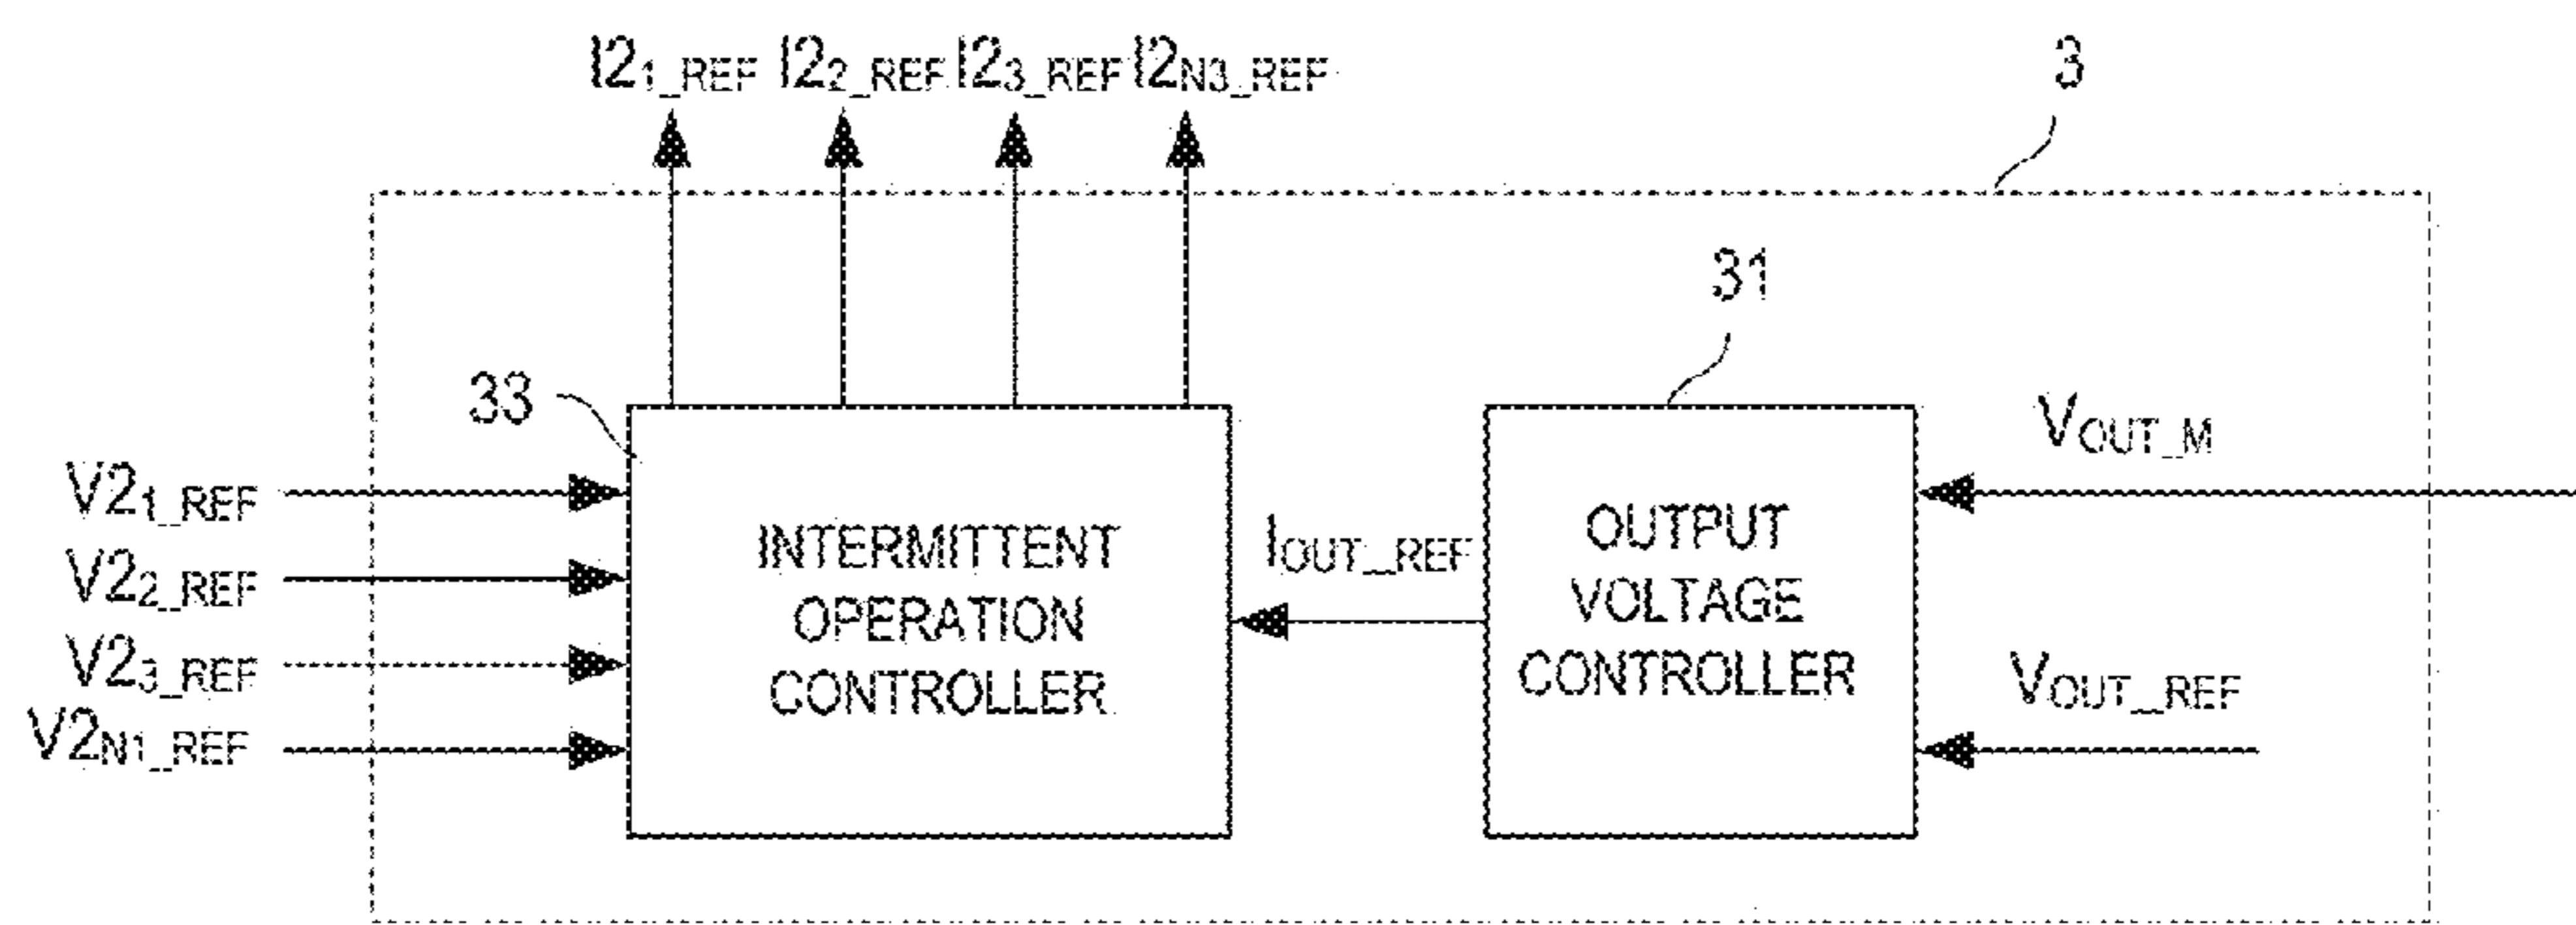 I2₁_REF I2₂_REF I2₃_REF I2N3_REF
3
31
33
VOUT_M
V2₁_REF
V2₂_REF
V2₃_REF
V2N1_REF
INTERMITTENT
OPERATION
CONTROLLER
IOUT_REF
OUTPUT
VOLTAGE
CONTROLLER
VOUT_REF